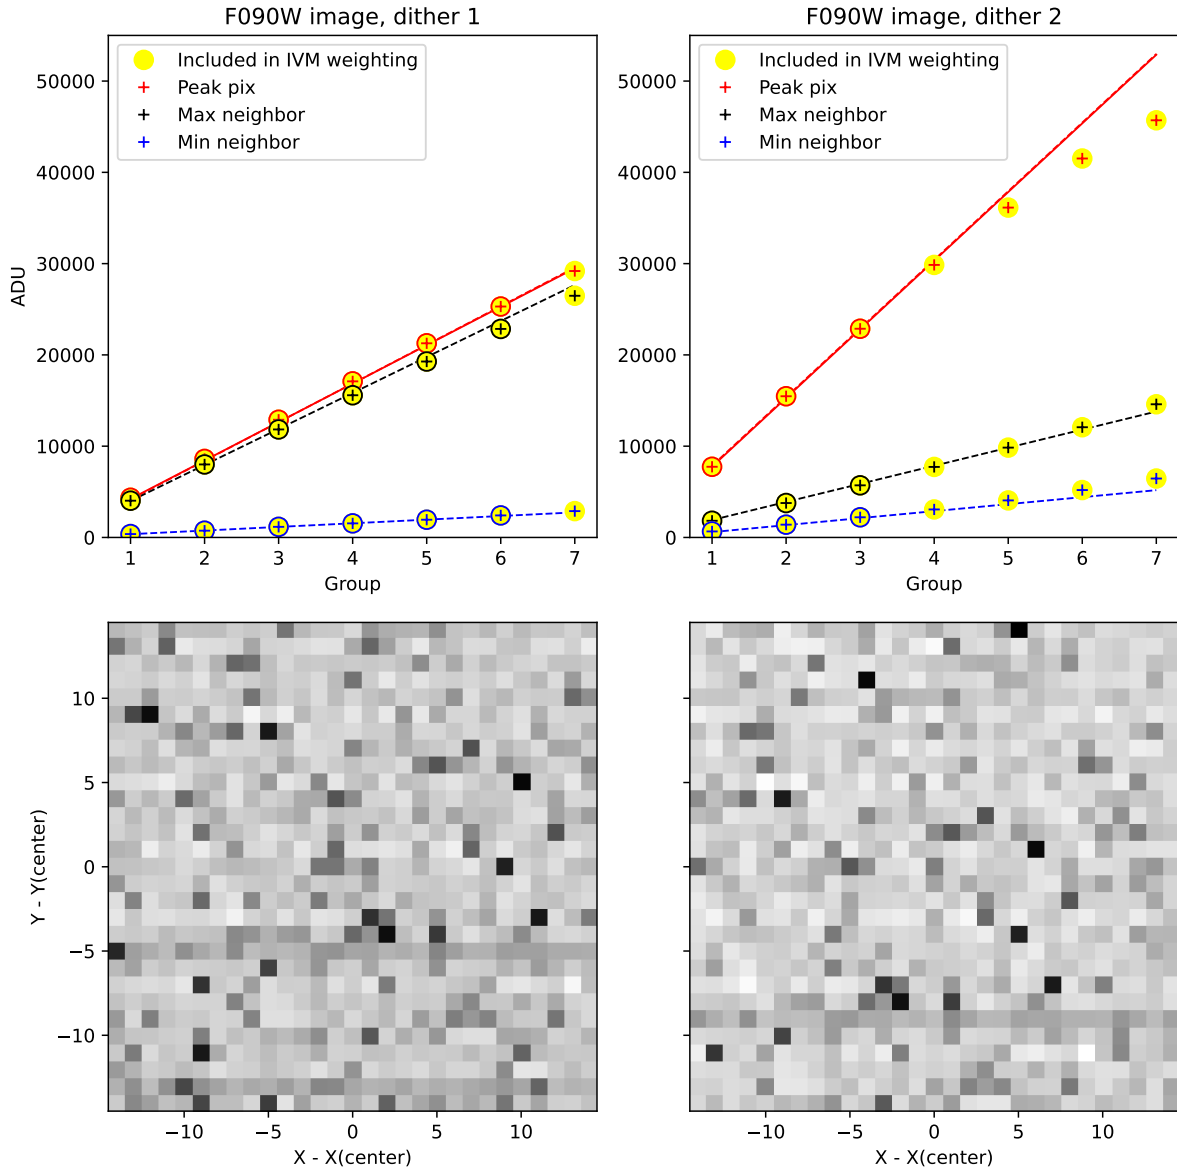 F090W image, dither 1
F090W image, dither 2
Included in IVM weighting
Peak pix
Max neighbor
Min neighbor
Included in IVM weighting
Peak pix
Max neighbor
Min neighbor
50000
40000
30000
20000
10000
0
ADU
50000
40000
30000
20000
10000
0
1 2 3 4 5 6 7
Group
1 2 3 4 5 6 7
Group
10
5
0
−5
−10
Y - Y(center)
−10 −5 0 5 10
X - X(center)
−10 −5 0 5 10
X - X(center)